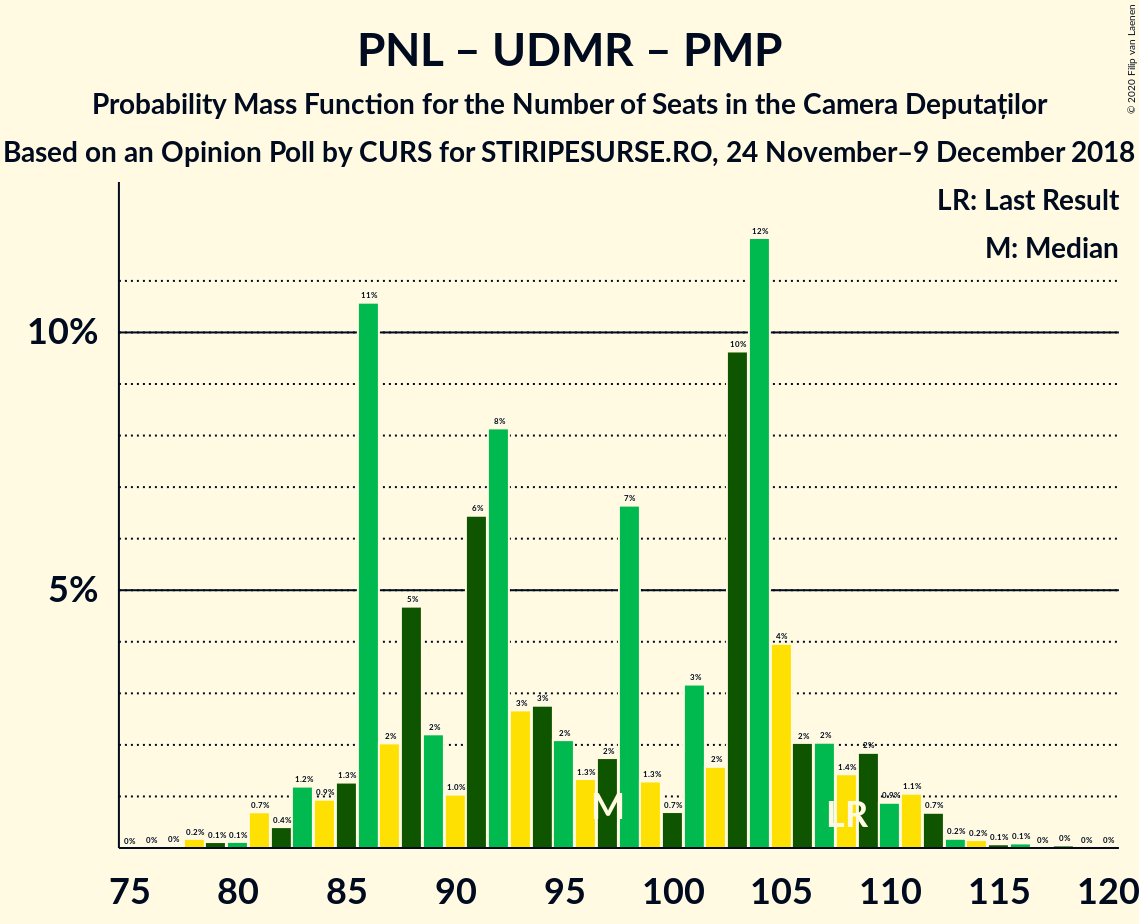 PNL – UDMR – PMP
Probability Mass Function for the Number of Seats in the Camera Deputaților
Based on an Opinion Poll by CURS for STIRIPESURSE.RO, 24 November–9 December 2018
© 2020 Filip van Laenen
LR: Last Result
M: Median
10%
5%
0% 0% 0% 0.2% 0.1% 0.1% 0.7% 0.4% 1.2% 0.9% 1.3% 11% 2% 5% 2% 1.0% 6% 8% 3% 3% 2% 1.3% 2% 7% 1.3% 0.7% 3% 2% 10% 12% 4% 2% 2% 1.4% 2% 0.9% 1.1% 0.7% 0.2% 0.2% 0.1% 0.1% 0% 0% 0% 0%
M LR
75 80 85 90 95 100 105 110 115 120